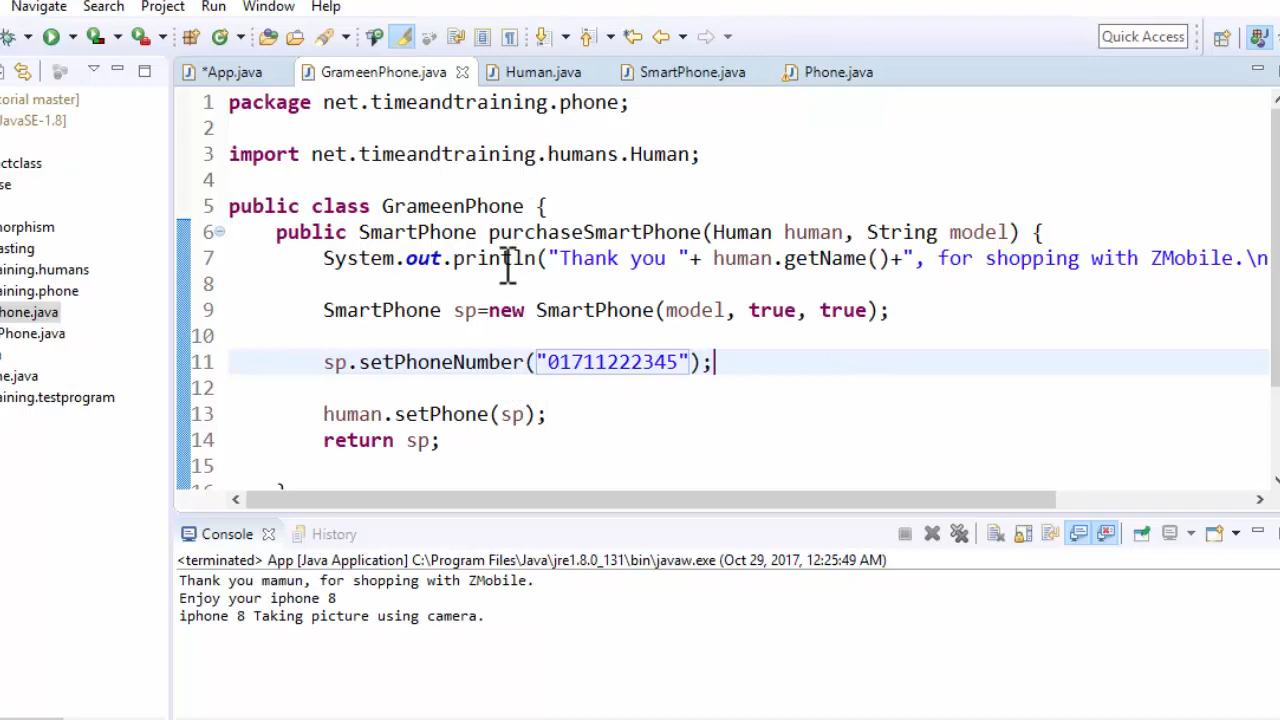 Navigate Search Project Run Window Help
Quick Access
*App.java GrameenPhone.java Human.java SmartPhone.java Phone.java
orial master]
JavaSE-1.8]
ctclass
se
morphism
asting
aining.humans
aining.phone
hone.java
Phone.java
ne.java
aining.testprogram
1 package net.timeandtraining.phone;
2
3 import net.timeandtraining.humans.Human;
4
5 public class GrameenPhone {
6 public SmartPhone purchaseSmartPhone(Human human, String model) {
7 System.out.println("Thank you "+ human.getName()+", for shopping with ZMobile.\n
8
9 SmartPhone sp=new SmartPhone(model, true, true);
10
11 sp.setPhoneNumber("01711222345");
12
13 human.setPhone(sp);
14 return sp;
15
16 }
Console History
<terminated> App [Java Application] C:\Program Files\Java\jre1.8.0_131\bin\javaw.exe (Oct 29, 2017, 12:25:49 AM)
Thank you mamun, for shopping with ZMobile.
Enjoy your iphone 8
iphone 8 Taking picture using camera.